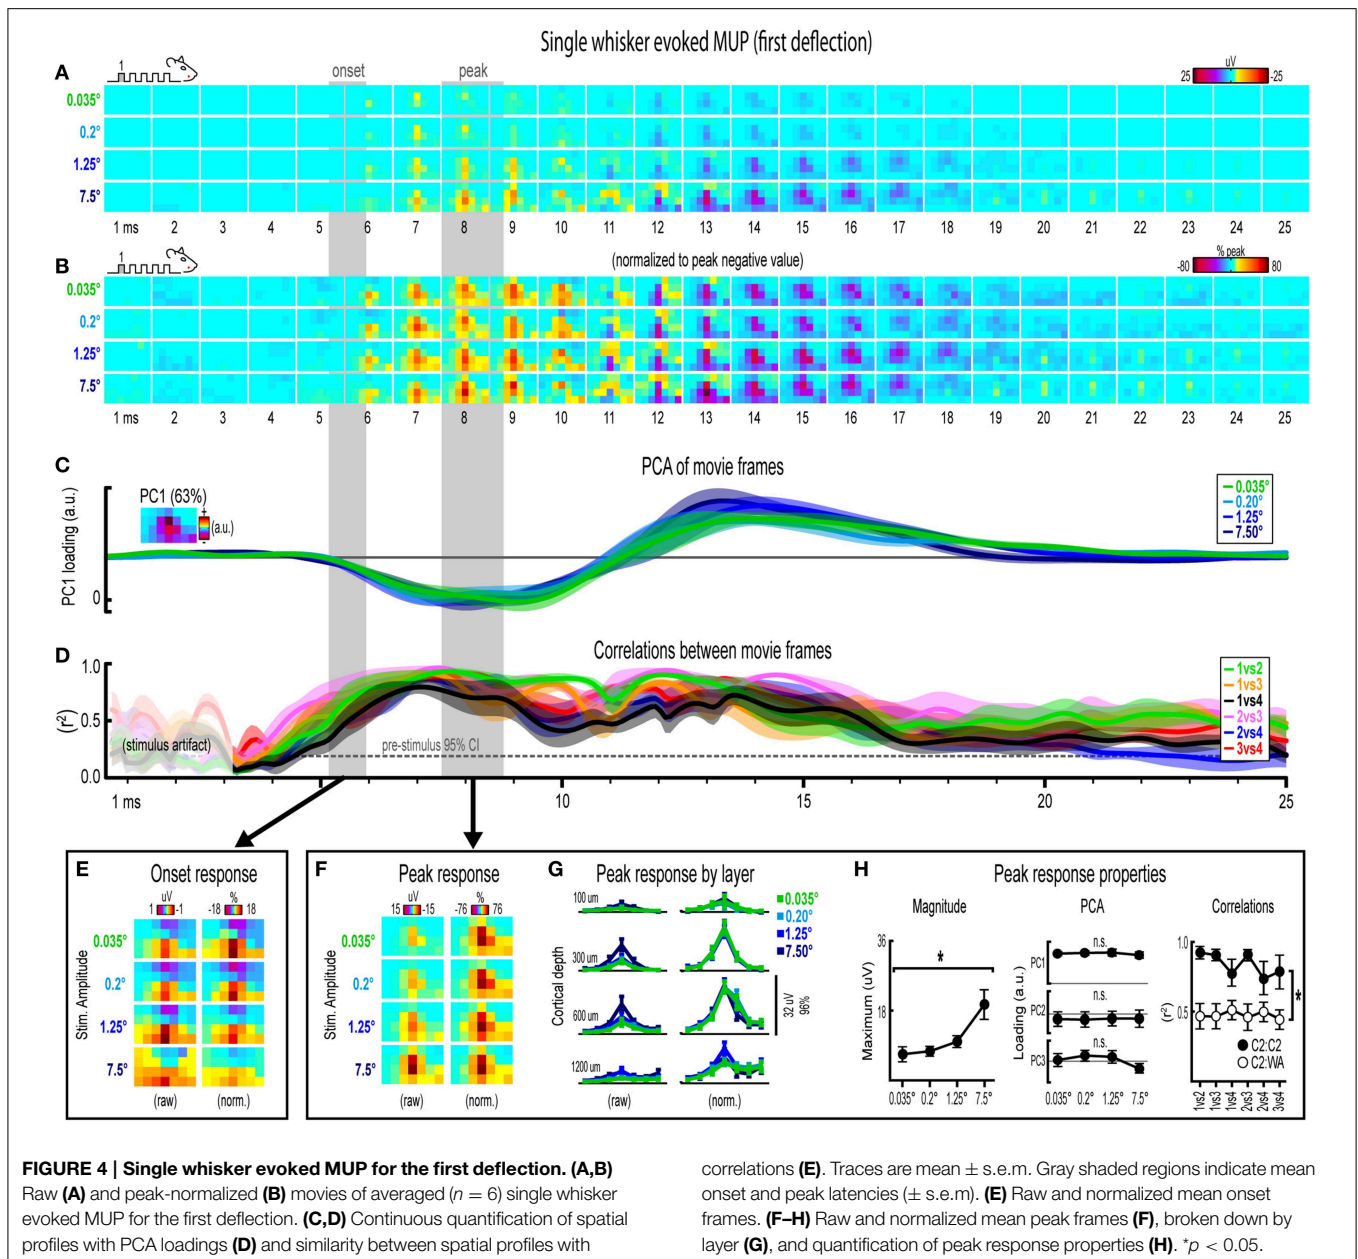 Single whisker evoked MUP (first deflection)
A
1
onset
peak
uV
25
-25
0.035°
0.2°
1.25°
7.5°
1 ms 2 3 4 5 6 7 8 9 10 11 12 13 14 15 16 17 18 19 20 21 22 23 24 25
B
1
(normalized to peak negative value)
% peak
-80
80
0.035°
0.2°
1.25°
7.5°
1 ms 2 3 4 5 6 7 8 9 10 11 12 13 14 15 16 17 18 19 20 21 22 23 24 25
C
PCA of movie frames
PC1 (63%)
+
(a.u.)
-
PC1 loading (a.u.)
0
0.035°
0.20°
1.25°
7.50°
D
Correlations between movie frames
1.0
0.5
0.0
(r²)
(stimulus artifact)
pre-stimulus 95% CI
1vs2
1vs3
1vs4
2vs3
2vs4
3vs4
1 ms 5 10 15 20 25
E
Onset response
uV
1 -1
%
-18 18
Stim. Amplitude
0.035°
0.2°
1.25°
7.5°
(raw) (norm.)
F
Peak response
uV
15 -15
%
-76 76
Stim. Amplitude
0.035°
0.2°
1.25°
7.5°
(raw) (norm.)
G
Peak response by layer
Cortical depth
100 um
300 um
600 um
1200 um
0.035°
0.20°
1.25°
7.50°
32 uV
96%
(raw) (norm.)
H
Peak response properties
Magnitude
Maximum (uV)
36
18
*
0.035° 0.2° 1.25° 7.5°
PCA
Loading (a.u.)
PC1
n.s.
PC2
n.s.
PC3
n.s.
0.035° 0.2° 1.25° 7.5°
Correlations
(r²)
1.0
0.5
*
C2:C2
C2:WA
1vs2 1vs3 1vs4 2vs3 2vs4 3vs4
FIGURE 4 | Single whisker evoked MUP for the first deflection. (A,B)
Raw (A) and peak-normalized (B) movies of averaged (n = 6) single whisker
evoked MUP for the first deflection. (C,D) Continuous quantification of spatial
profiles with PCA loadings (D) and similarity between spatial profiles with
correlations (E). Traces are mean ± s.e.m. Gray shaded regions indicate mean
onset and peak latencies (± s.e.m). (E) Raw and normalized mean onset
frames. (F–H) Raw and normalized mean peak frames (F), broken down by
layer (G), and quantification of peak response properties (H). *p < 0.05.